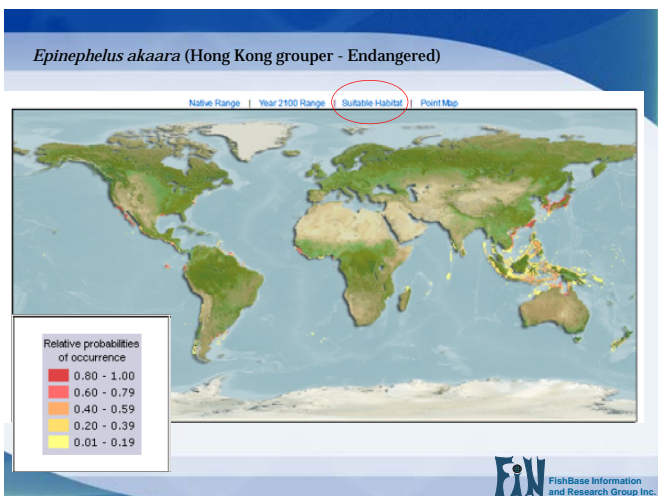 Epinephelus akaara (Hong Kong grouper - Endangered)
Native Range | Year 2100 Range | Suitable Habitat | Point Map
Relative probabilities
of occurrence
0.80 - 1.00
0.60 - 0.79
0.40 - 0.59
0.20 - 0.39
0.01 - 0.19
FiN
FishBase Information
and Research Group Inc.